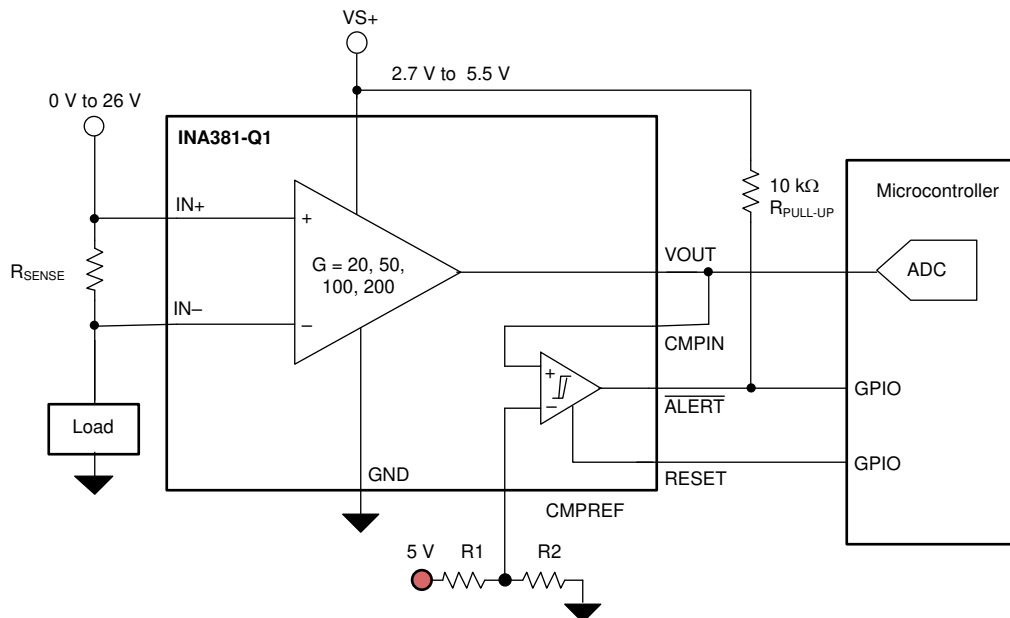 VS+
2.7 V to 5.5 V
0 V to 26 V
INA381-Q1
10 kΩ
RPULL-UP
Microcontroller
IN+
+
RSENSE
G = 20, 50,
100, 200
VOUT
ADC
IN–
–
CMPIN
+
–
ALERT
GPIO
Load
GND
RESET
GPIO
CMPREF
5 V
R1
R2